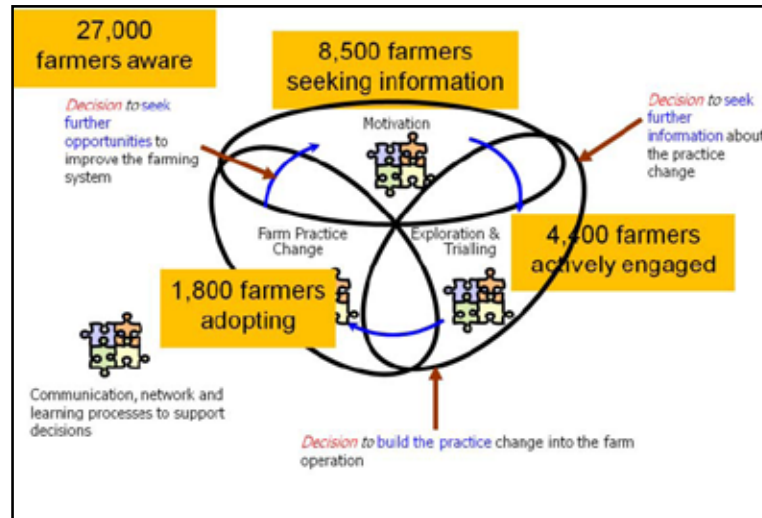 27,000
farmers aware
8,500 farmers
seeking information
Decision to seek
further
opportunities to
improve the farming
system
Motivation
Decision to seek
further
information about
the practice
change
Farm Practice
Change
Exploration &
Trialling
4,400 farmers
actively engaged
1,800 farmers
adopting
Communication, network and
learning processes to support
decisions
Decision to build the practice change into the farm
operation